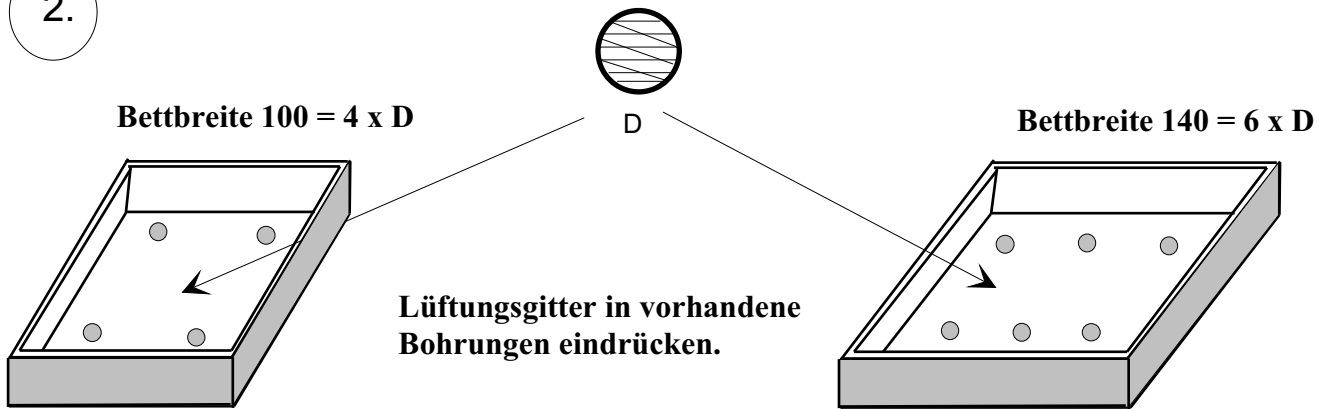 2.
Bettbreite 100 = 4 x D
D
Bettbreite 140 = 6 x D
Lüftungsgitter in vorhandene
Bohrungen eindrücken.